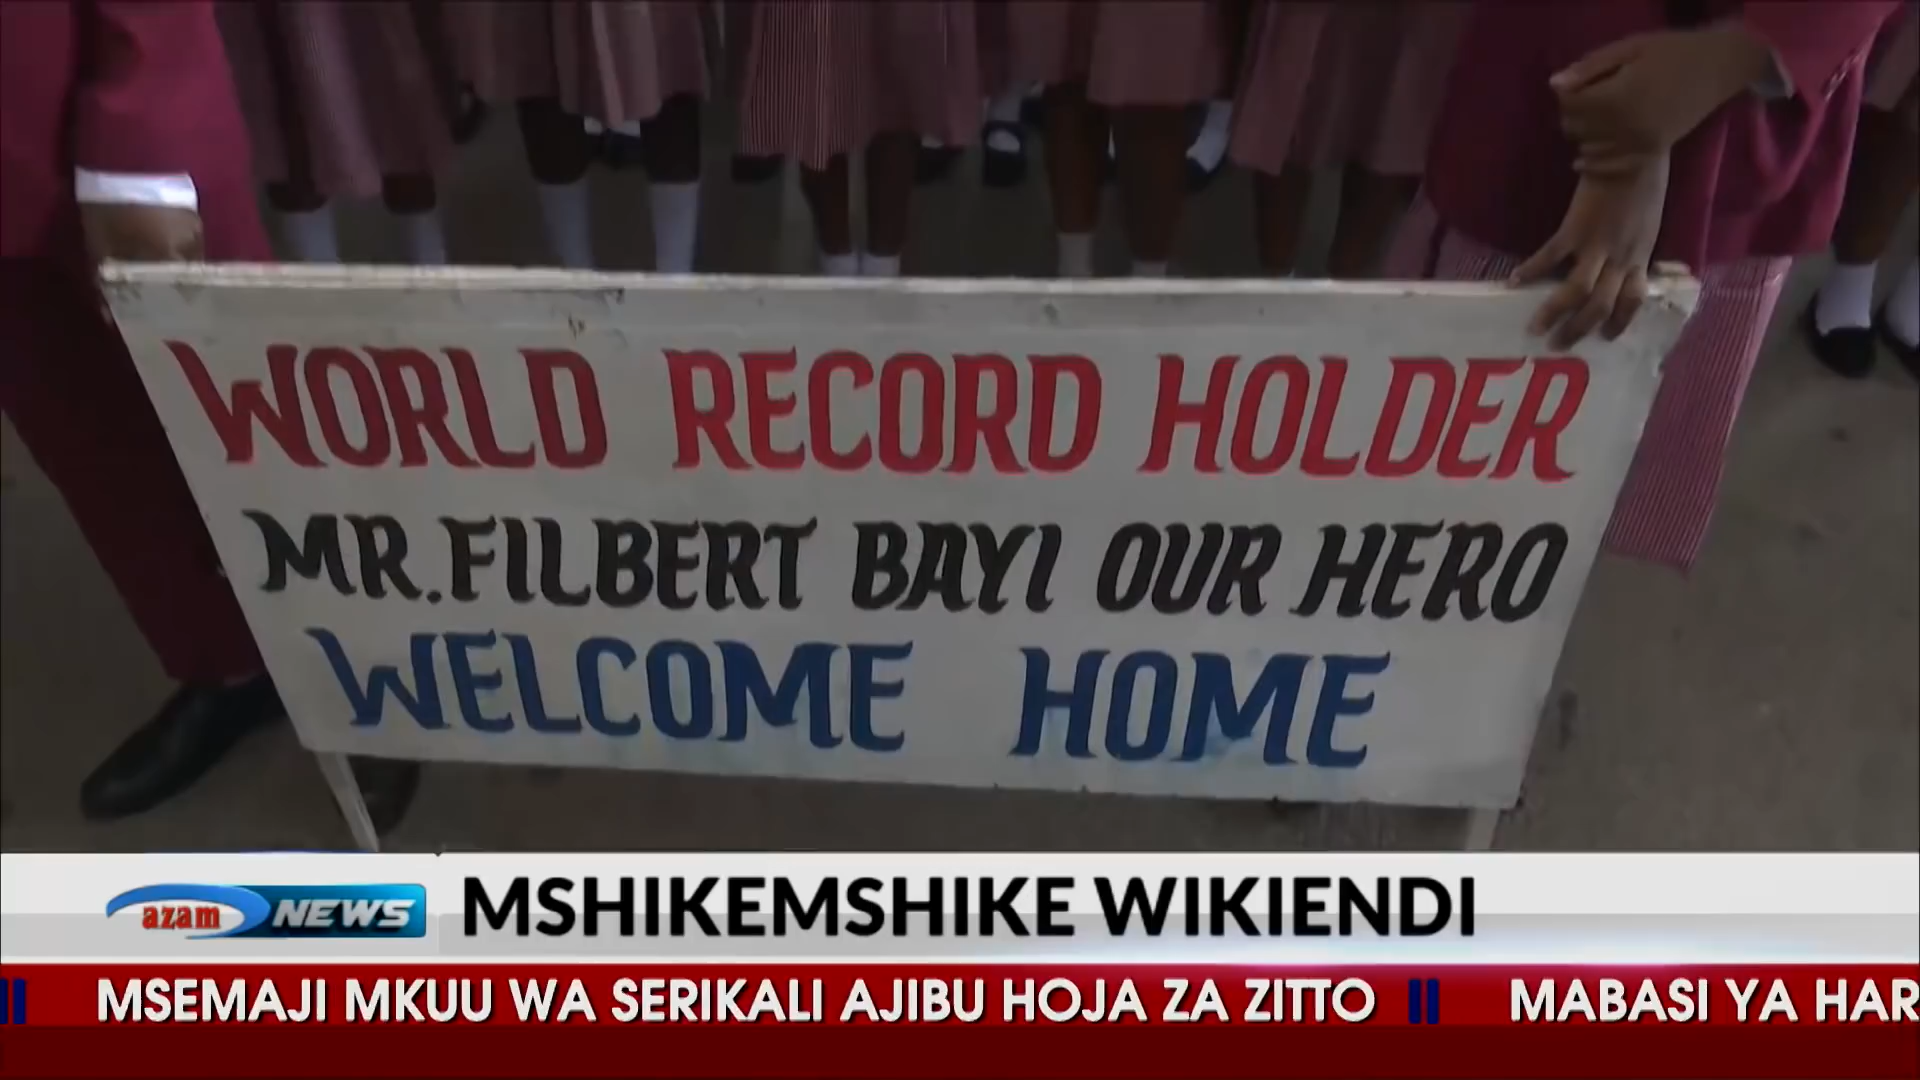 WORLD RECORD HOLDER
MR. FILBERT BAYI OUR HERO
WELCOME HOME
azam NEWS
MSHIKEMSHIKE WIKIENDI
MSEMAJI MKUU WA SERIKALI AJIBU HOJA ZA ZITTO || MABASI YA HAR